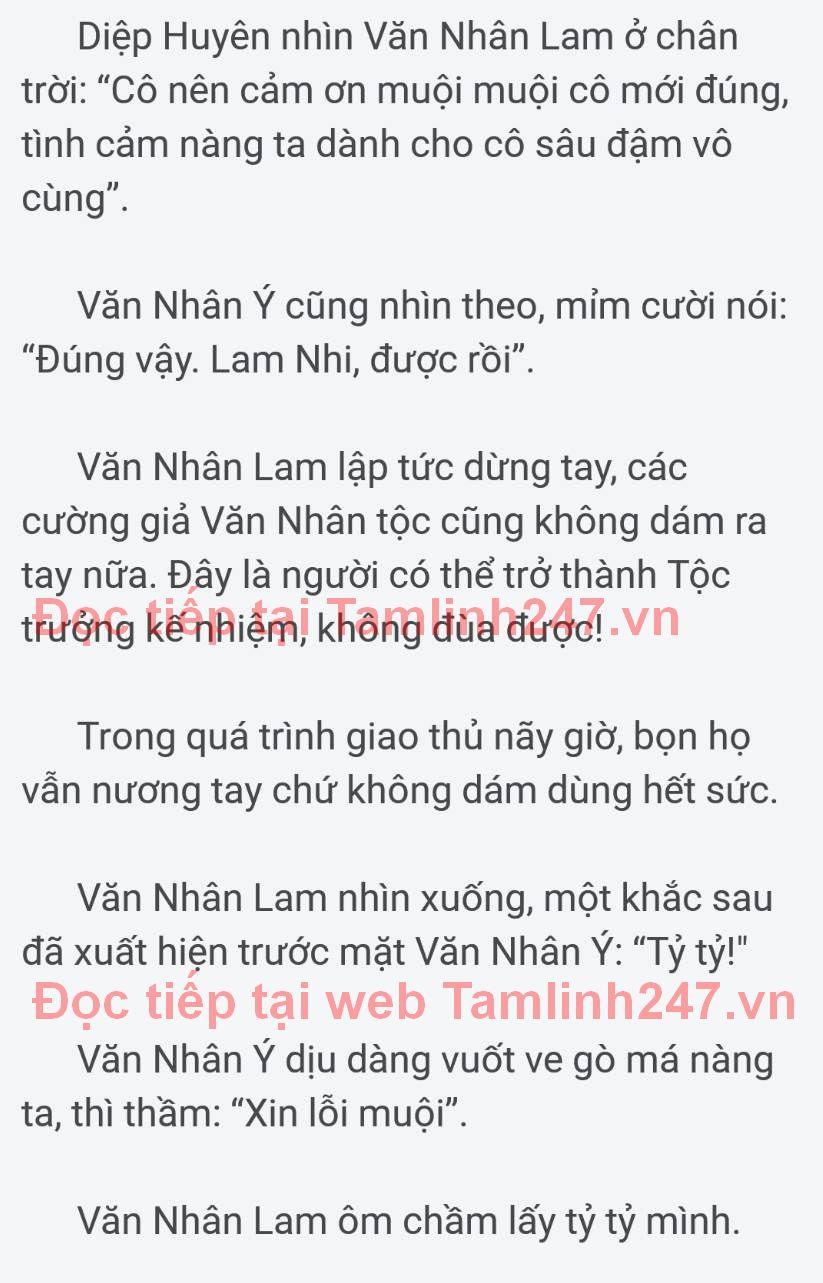 Diệp Huyên nhìn Văn Nhân Lam ở chân
trời: “Cô nên cảm ơn muội muội cô mới đúng,
tình cảm nàng ta dành cho cô sâu đậm vô
cùng”.
Văn Nhân Ý cũng nhìn theo, mỉm cười nói:
“Đúng vậy. Lam Nhi, được rồi”.
Văn Nhân Lam lập tức dừng tay, các
cường giả Văn Nhân tộc cũng không dám ra
tay nữa. Đây là người có thể trở thành Tộc
Đọc tiếp tại Tamlinh247.vn
trưởng kế nhiệm, không đùa được!
Trong quá trình giao thủ nãy giờ, bọn họ
vẫn nương tay chứ không dám dùng hết sức.
Văn Nhân Lam nhìn xuống, một khắc sau
đã xuất hiện trước mặt Văn Nhân Ý: “Tỷ tỷ!"
Đọc tiếp tại web Tamlinh247.vn
Văn Nhân Ý dịu dàng vuốt ve gò má nàng
ta, thì thầm: “Xin lỗi muội”.
Văn Nhân Lam ôm chầm lấy tỷ tỷ mình.